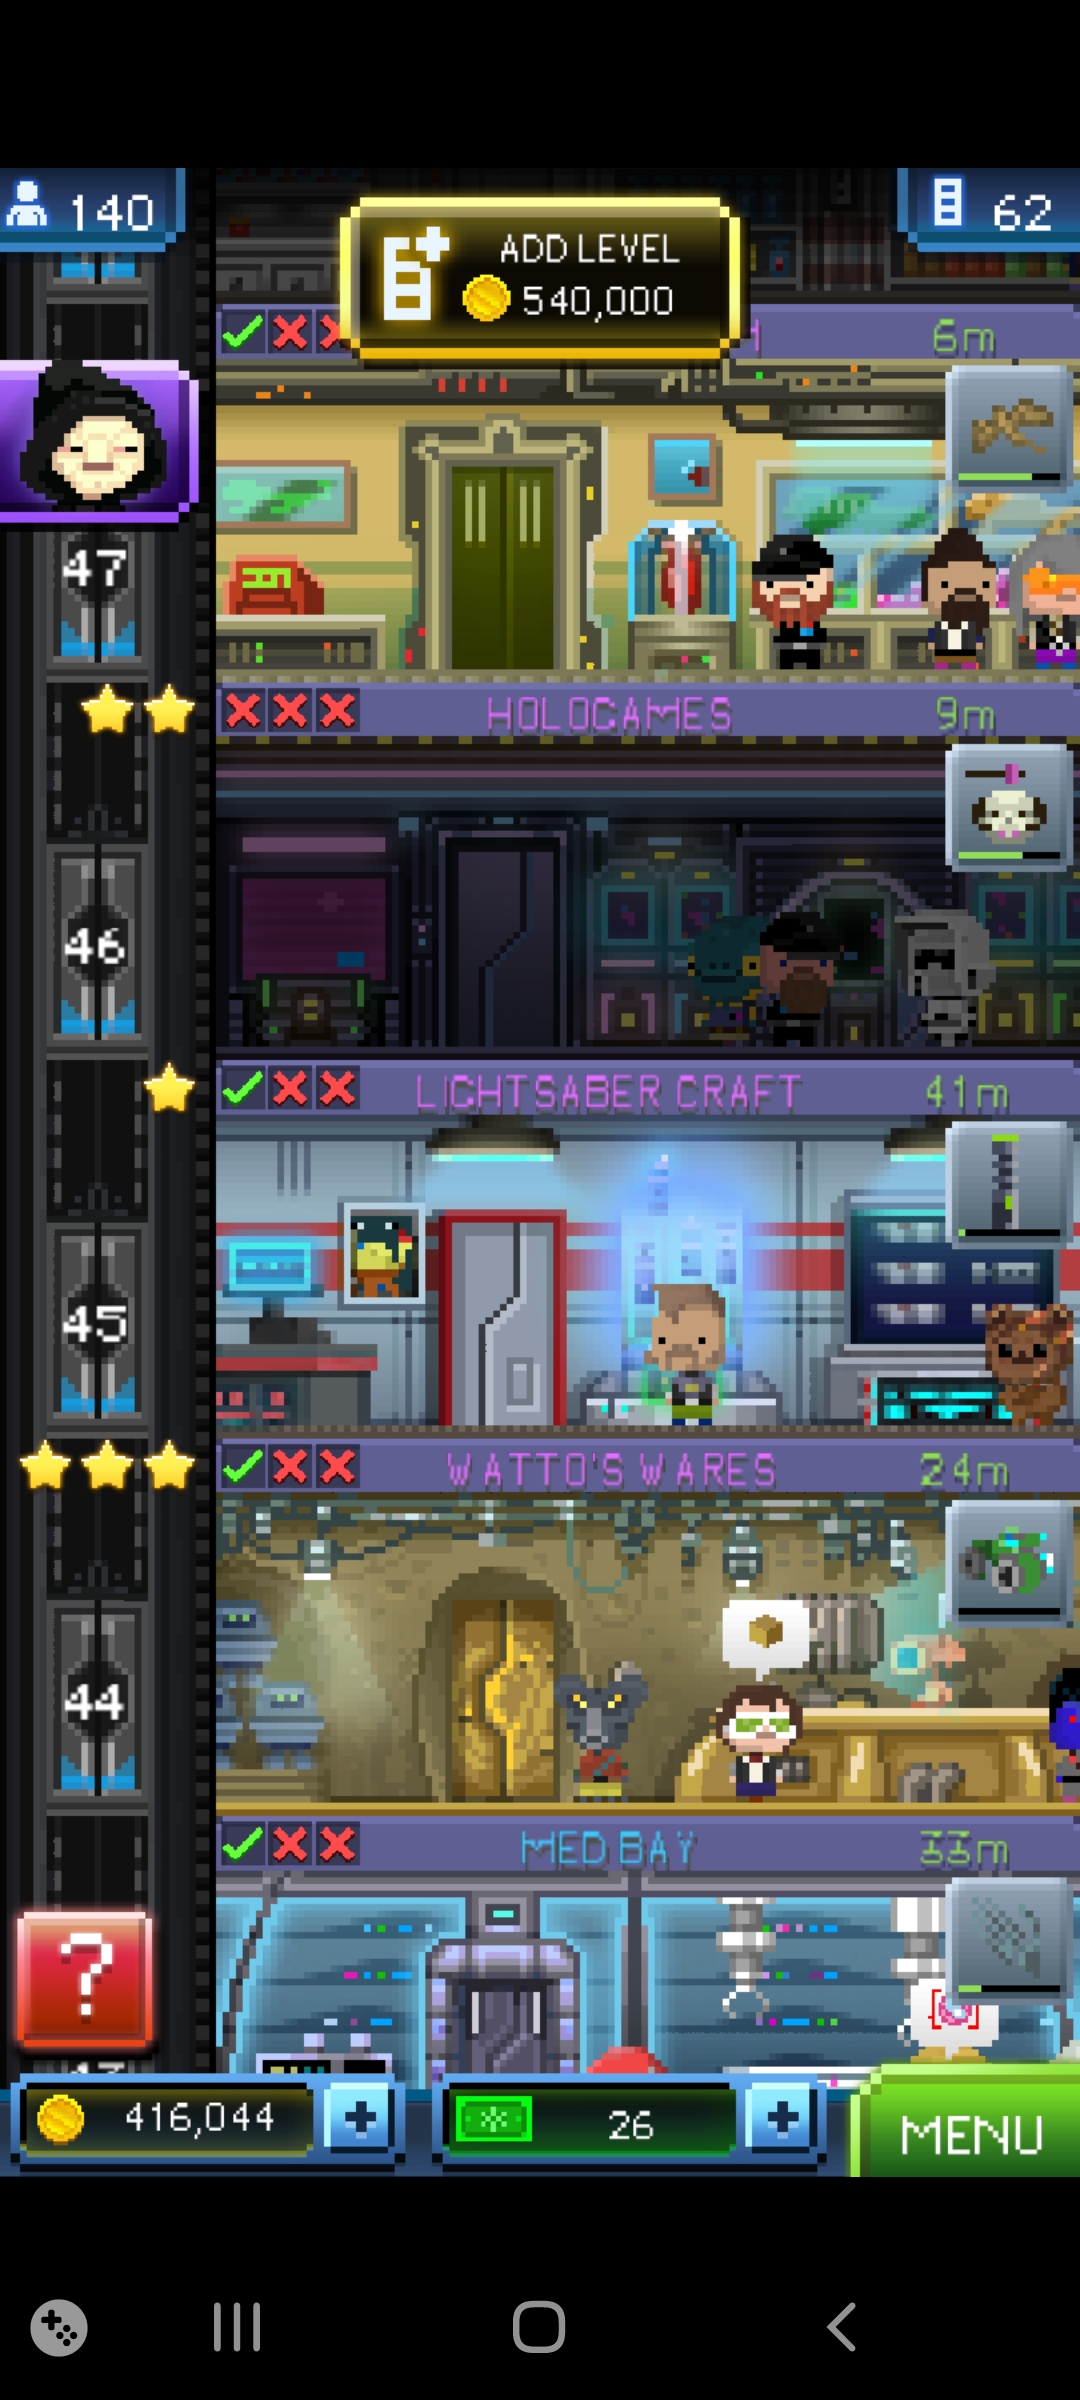 140
62
ADD LEVEL
540,000
6m
47
HOLOGAMES
9m
46
LIGHTSABER CRAFT
41m
45
WATTO'S WARES
24m
44
MED BAY
33m
?
416,044
26
MENU